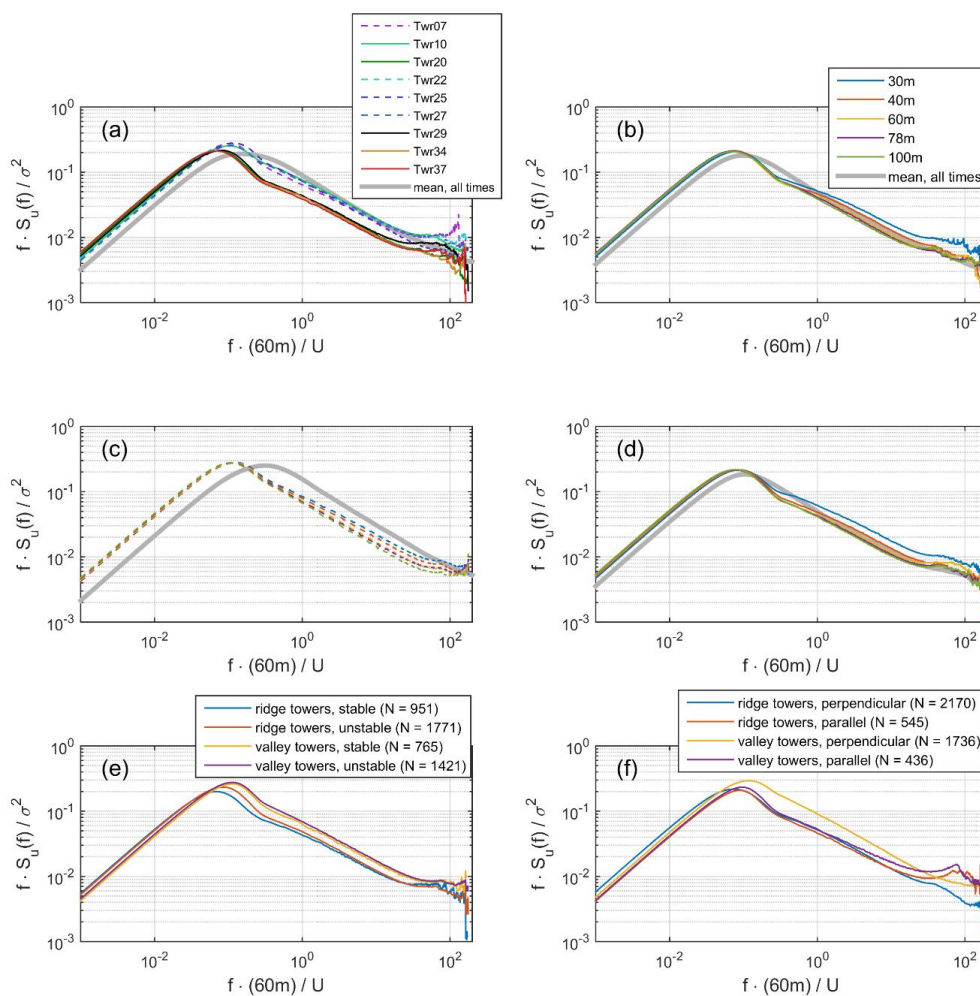 Twr07
Twr10
Twr20
Twr22
Twr25
Twr27
Twr29
Twr34
Twr37
mean, all times
(a)
10^0
10^-1
10^-2
10^-3
f · S_u(f) / σ^2
10^-2
10^0
10^2
f · (60m) / U
30m
40m
60m
78m
100m
mean, all times
(b)
10^0
10^-1
10^-2
10^-3
f · S_u(f) / σ^2
10^-2
10^0
10^2
f · (60m) / U
(c)
10^0
10^-1
10^-2
10^-3
f · S_u(f) / σ^2
10^-2
10^0
10^2
f · (60m) / U
(d)
10^0
10^-1
10^-2
10^-3
f · S_u(f) / σ^2
10^-2
10^0
10^2
f · (60m) / U
ridge towers, stable (N = 951)
ridge towers, unstable (N = 1771)
valley towers, stable (N = 765)
valley towers, unstable (N = 1421)
(e)
10^0
10^-1
10^-2
10^-3
f · S_u(f) / σ^2
10^-2
10^0
10^2
f · (60m) / U
ridge towers, perpendicular (N = 2170)
ridge towers, parallel (N = 545)
valley towers, perpendicular (N = 1736)
valley towers, parallel (N = 436)
(f)
10^0
10^-1
10^-2
10^-3
f · S_u(f) / σ^2
10^-2
10^0
10^2
f · (60m) / U